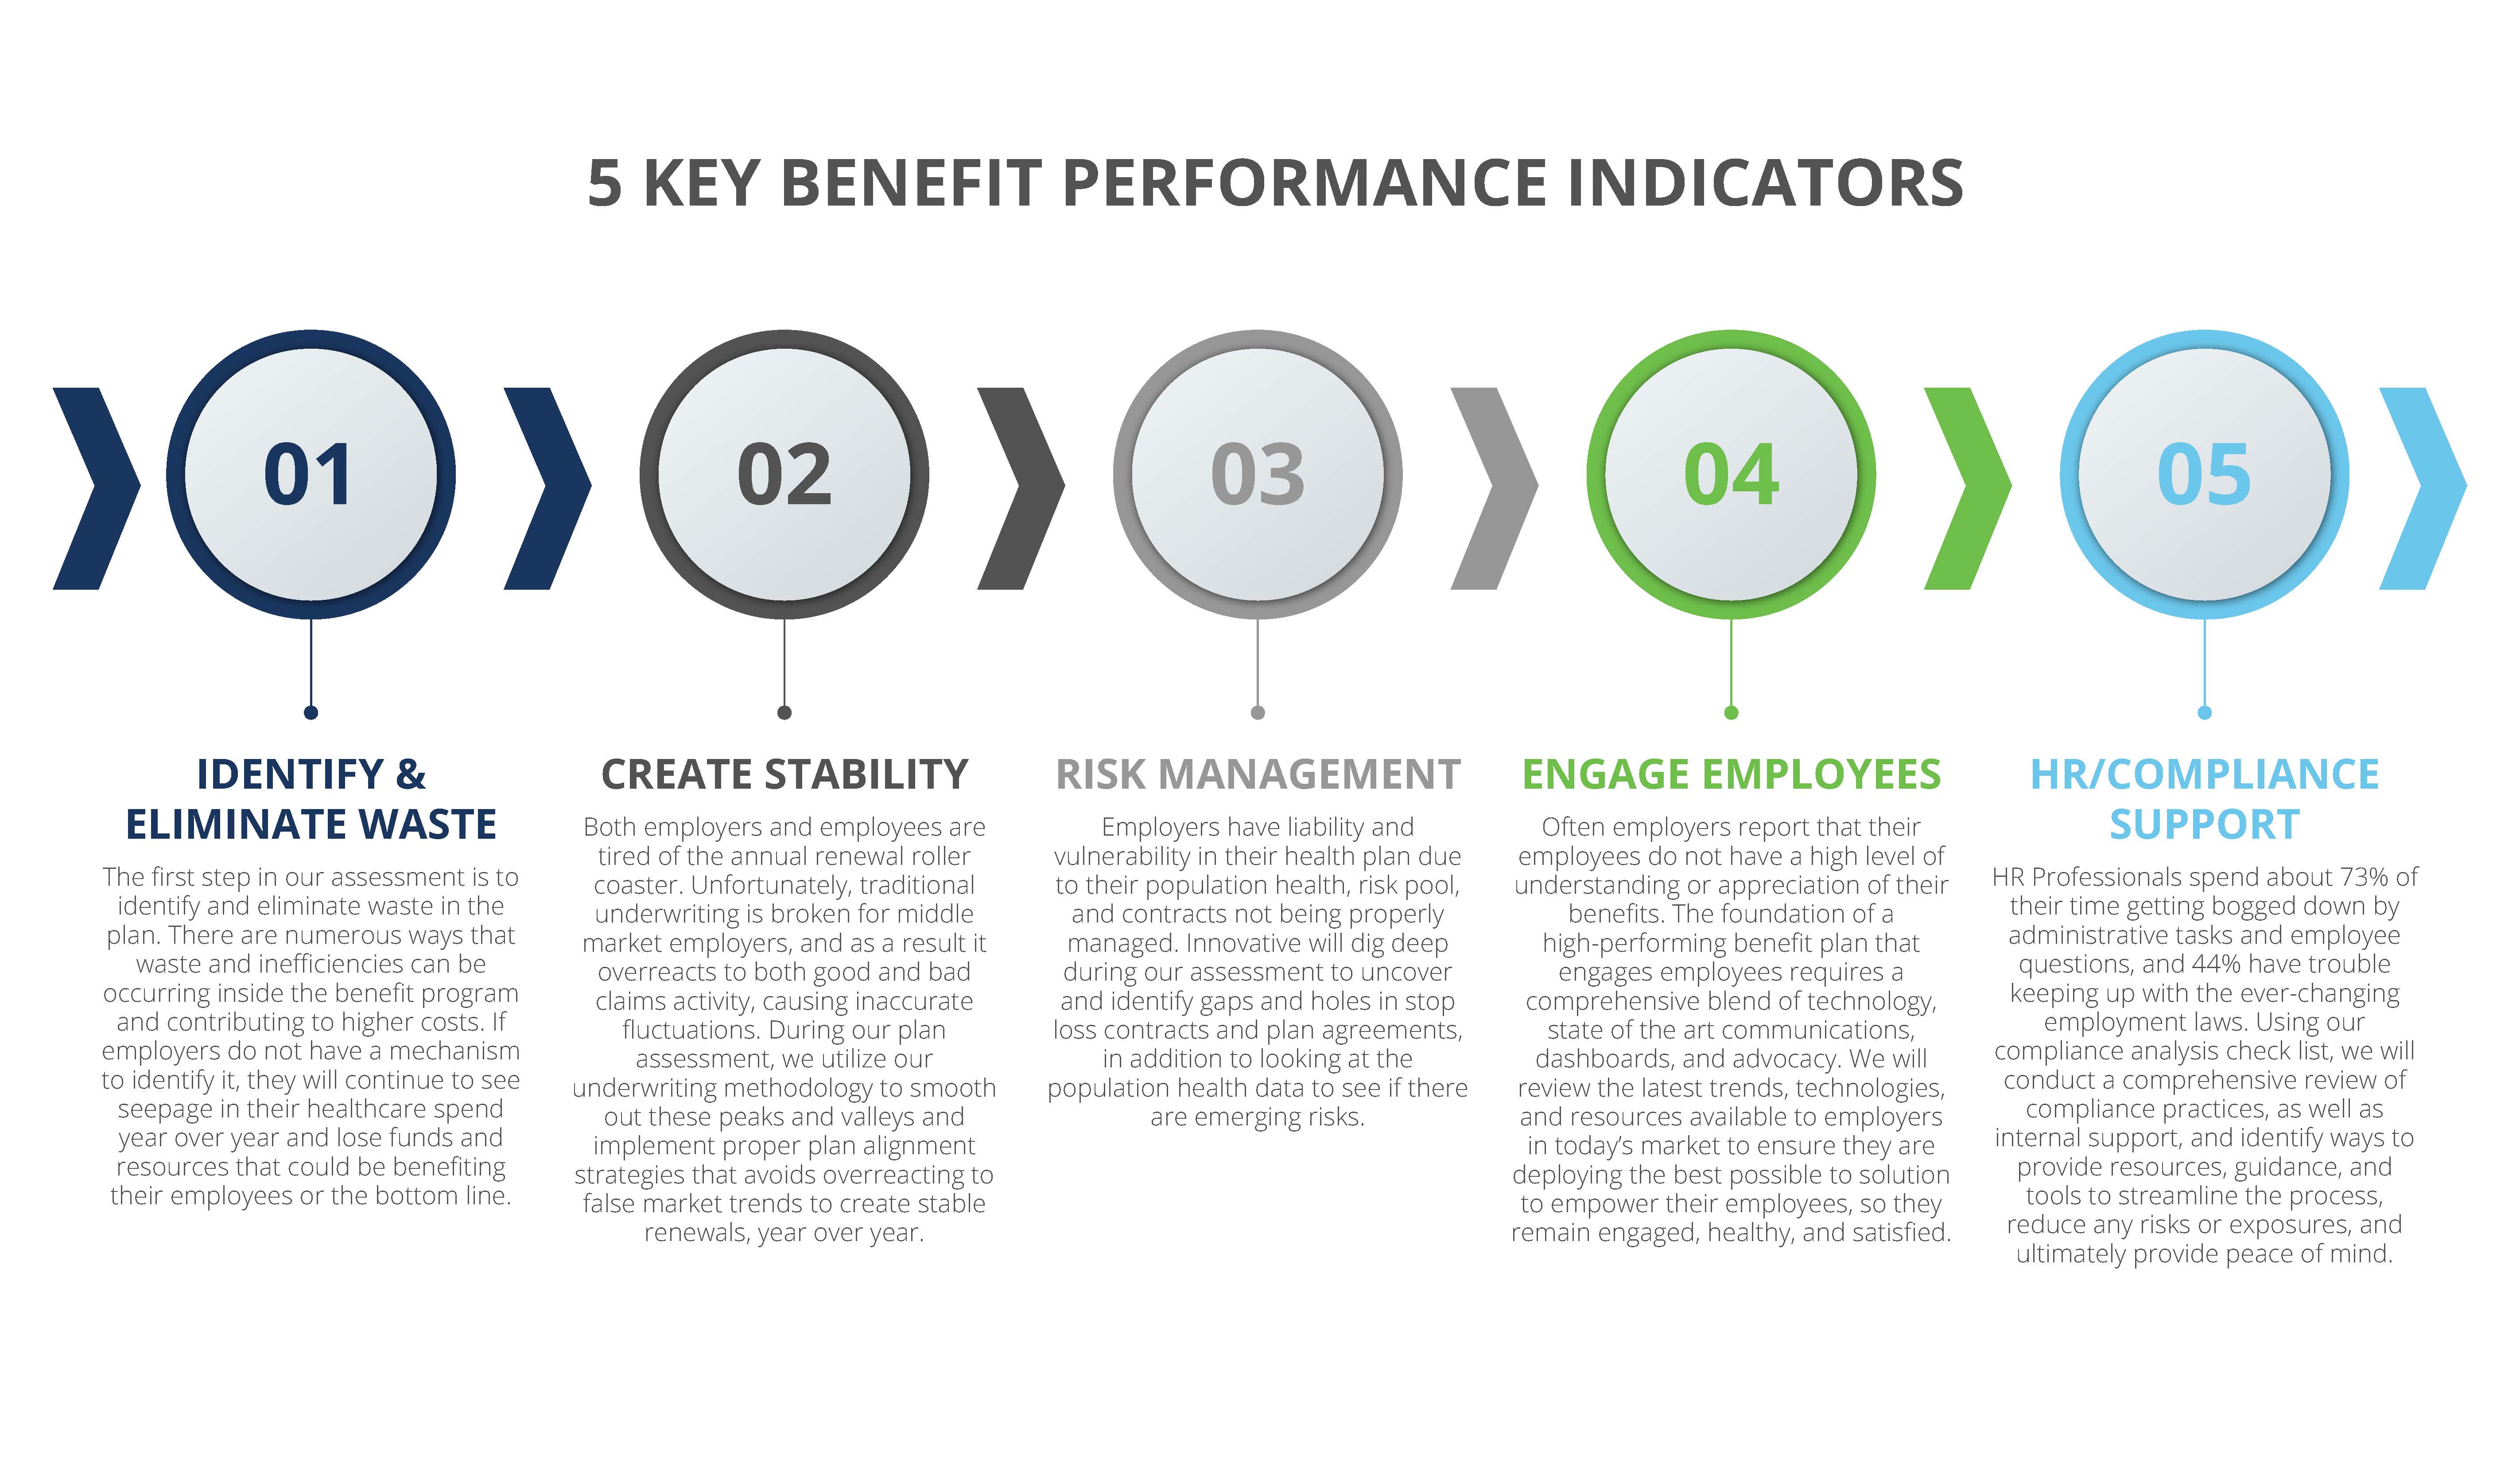 5 KEY BENEFIT PERFORMANCE INDICATORS
01
IDENTIFY &
ELIMINATE WASTE
The first step in our assessment is to
identify and eliminate waste in the
plan. There are numerous ways that
waste and inefficiencies can be
occurring inside the benefit program
and contributing to higher costs. If
employers do not have a mechanism
to identify it, they will continue to see
seepage in their healthcare spend
year over year and lose funds and
resources that could be benefiting
their employees or the bottom line.
02
CREATE STABILITY
Both employers and employees are
tired of the annual renewal roller
coaster. Unfortunately, traditional
underwriting is broken for middle
market employers, and as a result it
overreacts to both good and bad
claims activity, causing inaccurate
fluctuations. During our plan
assessment, we utilize our
underwriting methodology to smooth
out these peaks and valleys and
implement proper plan alignment
strategies that avoids overreacting to
false market trends to create stable
renewals, year over year.
03
RISK MANAGEMENT
Employers have liability and
vulnerability in their health plan due
to their population health, risk pool,
and contracts not being properly
managed. Innovative will dig deep
during our assessment to uncover
and identify gaps and holes in stop
loss contracts and plan agreements,
in addition to looking at the
population health data to see if there
are emerging risks.
04
ENGAGE EMPLOYEES
Often employers report that their
employees do not have a high level of
understanding or appreciation of their
benefits. The foundation of a
high-performing benefit plan that
engages employees requires a
comprehensive blend of technology,
state of the art communications,
dashboards, and advocacy. We will
review the latest trends, technologies,
and resources available to employers
in today’s market to ensure they are
deploying the best possible to solution
to empower their employees, so they
remain engaged, healthy, and satisfied.
05
HR/COMPLIANCE
SUPPORT
HR Professionals spend about 73% of
their time getting bogged down by
administrative tasks and employee
questions, and 44% have trouble
keeping up with the ever-changing
employment laws. Using our
compliance analysis check list, we will
conduct a comprehensive review of
compliance practices, as well as
internal support, and identify ways to
provide resources, guidance, and
tools to streamline the process,
reduce any risks or exposures, and
ultimately provide peace of mind.